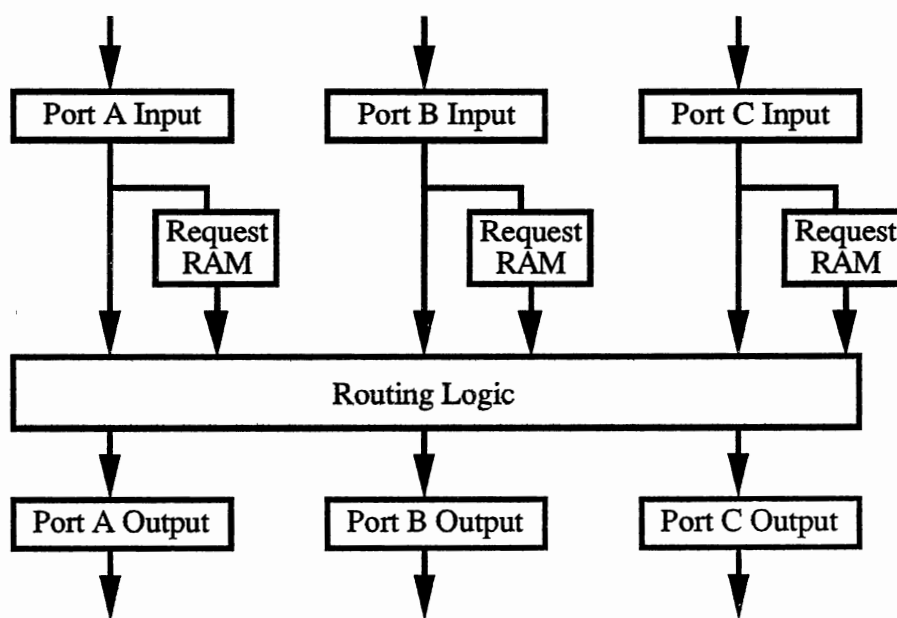 Port A Input
Port B Input
Port C Input
Request
RAM
Request
RAM
Request
RAM
Routing Logic
Port A Output
Port B Output
Port C Output